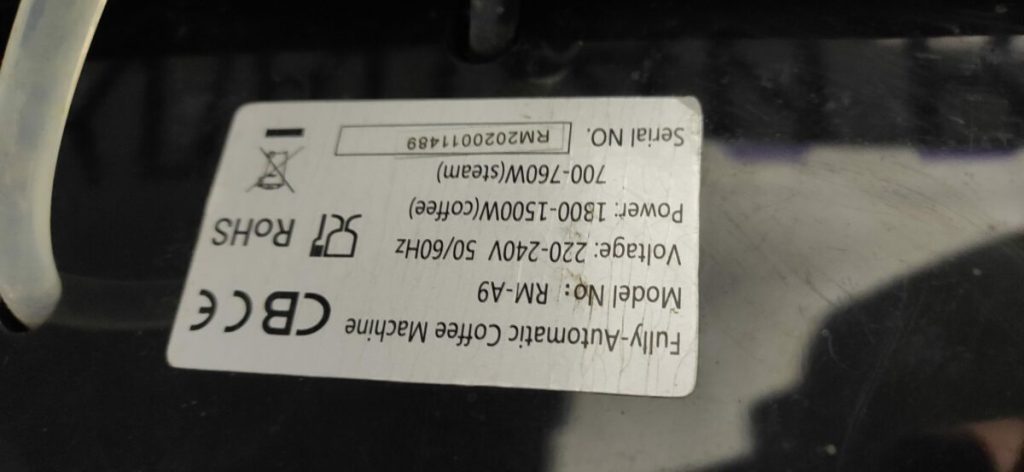 Fully-Automatic Coffee Machine
Model No: RM-A9
Voltage: 220-240V 50/60Hz
Power: 1800-1500W(coffee)
700-760W(steam)
Serial NO. RM2020011489
CB CE
RoHS